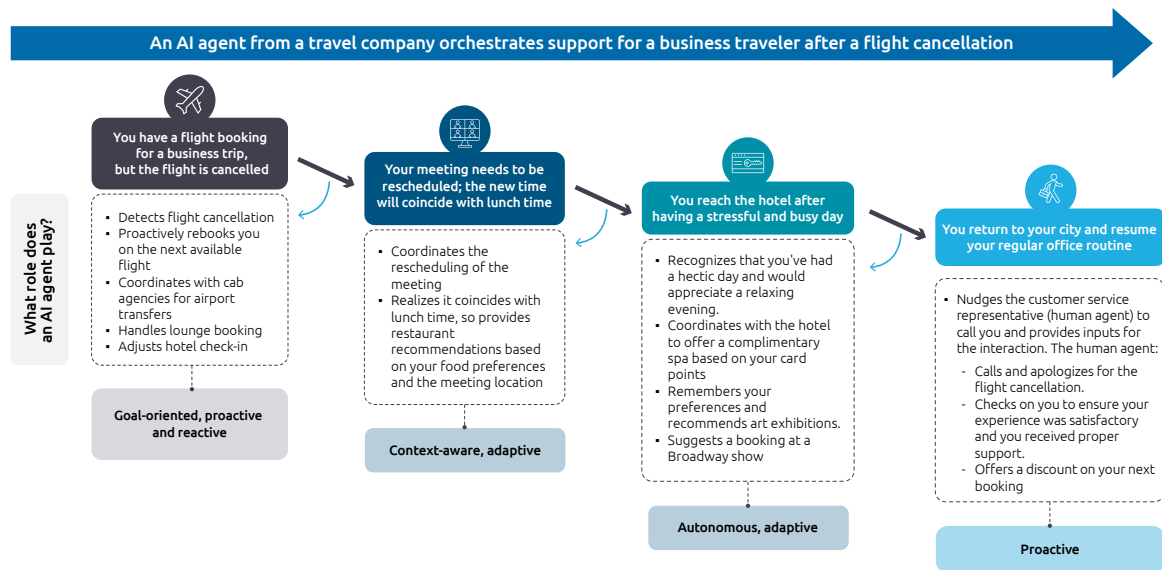 An AI agent from a travel company orchestrates support for a business traveler after a flight cancellation
What role does
an AI agent play?
You have a flight booking
for a business trip,
but the flight is cancelled
▪ Detects flight cancellation
▪ Proactively rebooks you
on the next available
flight
▪ Coordinates with cab
agencies for airport
transfers
▪ Handles lounge booking
▪ Adjusts hotel check-in
Goal-oriented, proactive
and reactive
Your meeting needs to be
rescheduled; the new time
will coincide with lunch time
▪ Coordinates the
rescheduling of the
meeting
▪ Realizes it coincides with
lunch time, so provides
restaurant
recommendations based
on your food preferences
and the meeting location
Context-aware, adaptive
You reach the hotel after
having a stressful and busy day
▪ Recognizes that you've had
a hectic day and would
appreciate a relaxing
evening.
▪ Coordinates with the hotel
to offer a complimentary
spa based on your card
points
▪ Remembers your
preferences and
recommends art exhibitions.
▪ Suggests a booking at a
Broadway show
Autonomous, adaptive
You return to your city and resume
your regular office routine
▪ Nudges the customer service
representative (human agent) to
call you and provides inputs for
the interaction. The human agent:
- Calls and apologizes for the
flight cancellation.
- Checks on you to ensure your
experience was satisfactory
and you received proper
support.
- Offers a discount on your next
booking
Proactive